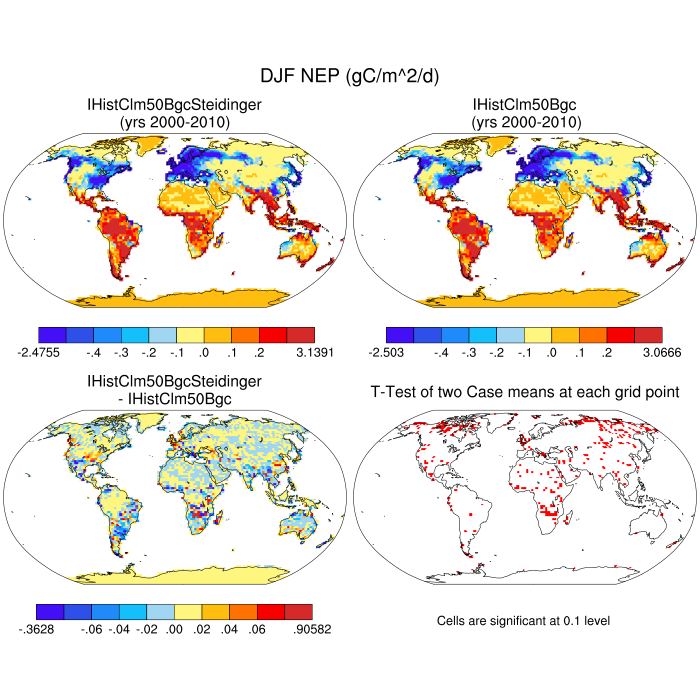 DJF NEP (gC/m^2/d)
IHistClm50BgcSteidinger
(yrs 2000-2010)
IHistClm50Bgc
(yrs 2000-2010)
-2.4755 -.4 -.3 -.2 -.1 .0 .1 .2 3.1391
-2.503 -.4 -.3 -.2 -.1 .0 .1 .2 3.0666
IHistClm50BgcSteidinger
- IHistClm50Bgc
T-Test of two Case means at each grid point
-.3628 -.06 -.04 -.02 .00 .02 .04 .06 .90582
Cells are significant at 0.1 level